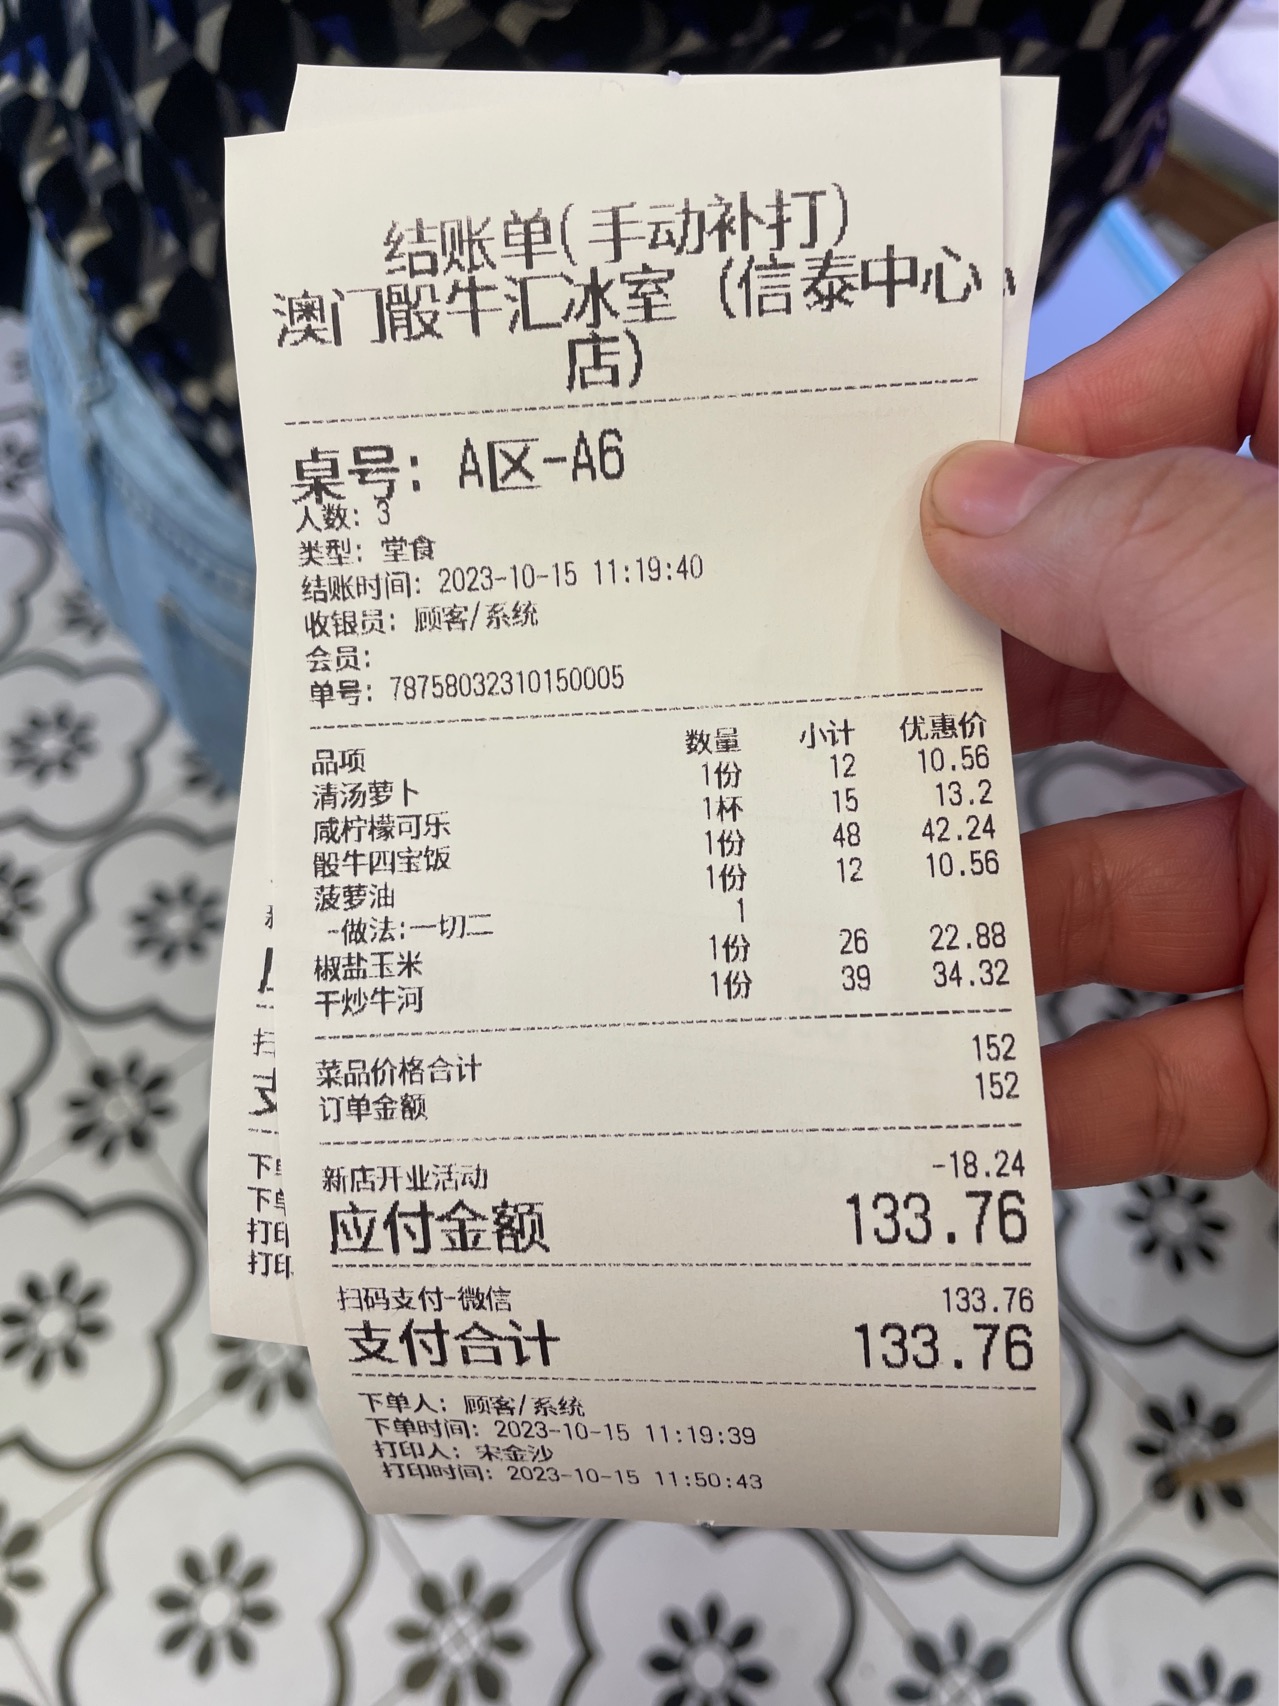 结账单(手动补打)
澳门骰牛汇冰室（信泰中心
店)
桌号: A区-A6
人数: 3
类型: 堂食
结账时间: 2023-10-15 11:19:40
收银员: 顾客/系统
会员:
单号: 78758032310150005
品项 数量 小计 优惠价
清汤萝卜 1份 12 10.56
咸柠檬可乐 1杯 15 13.2
骰牛四宝饭 1份 48 42.24
菠萝油 1份 12 10.56
-做法:一切二 1
椒盐玉米 1份 26 22.88
干炒牛河 1份 39 34.32
菜品价格合计 152
订单金额 152
新店开业活动 -18.24
应付金额 133.76
扫码支付-微信 133.76
支付合计 133.76
下单人: 顾客/系统
下单时间: 2023-10-15 11:19:39
打印人: 宋金沙
打印时间: 2023-10-15 11:50:43
扫
下单
下单
打印
打印